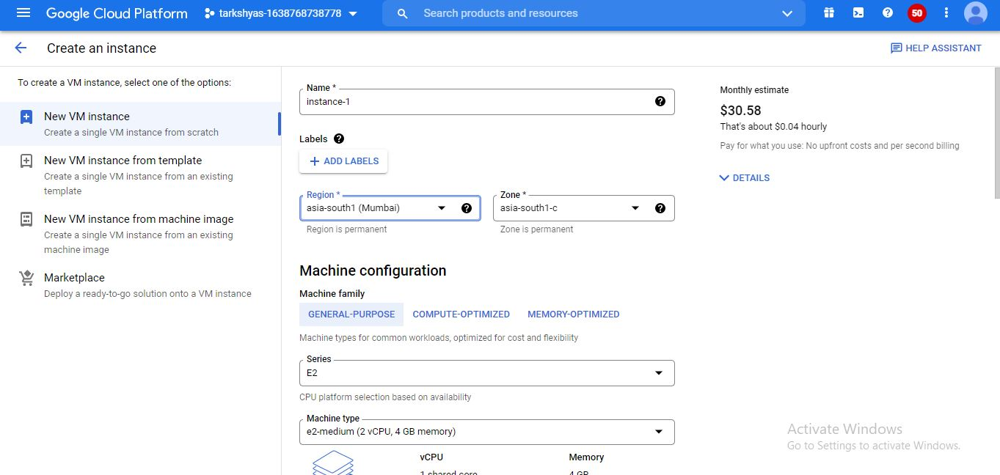 Google Cloud Platform
tarkshyas-1638768738778
Search products and resources
50
Create an instance
HELP ASSISTANT
To create a VM instance, select one of the options:
New VM instance
Create a single VM instance from scratch
New VM instance from template
Create a single VM instance from an existing
template
New VM instance from machine image
Create a single VM instance from an existing
machine image
Marketplace
Deploy a ready-to-go solution onto a VM instance
Name *
instance-1
Labels
ADD LABELS
Region *
asia-south1 (Mumbai)
Region is permanent
Zone *
asia-south1-c
Zone is permanent
Machine configuration
Machine family
GENERAL-PURPOSE
COMPUTE-OPTIMIZED
MEMORY-OPTIMIZED
Machine types for common workloads, optimized for cost and flexibility
Series
E2
CPU platform selection based on availability
Machine type
e2-medium (2 vCPU, 4 GB memory)
vCPU
1 shared core
Memory
4 GB
Monthly estimate
$30.58
That's about $0.04 hourly
Pay for what you use: No upfront costs and per second billing
DETAILS
Activate Windows
Go to Settings to activate Windows.